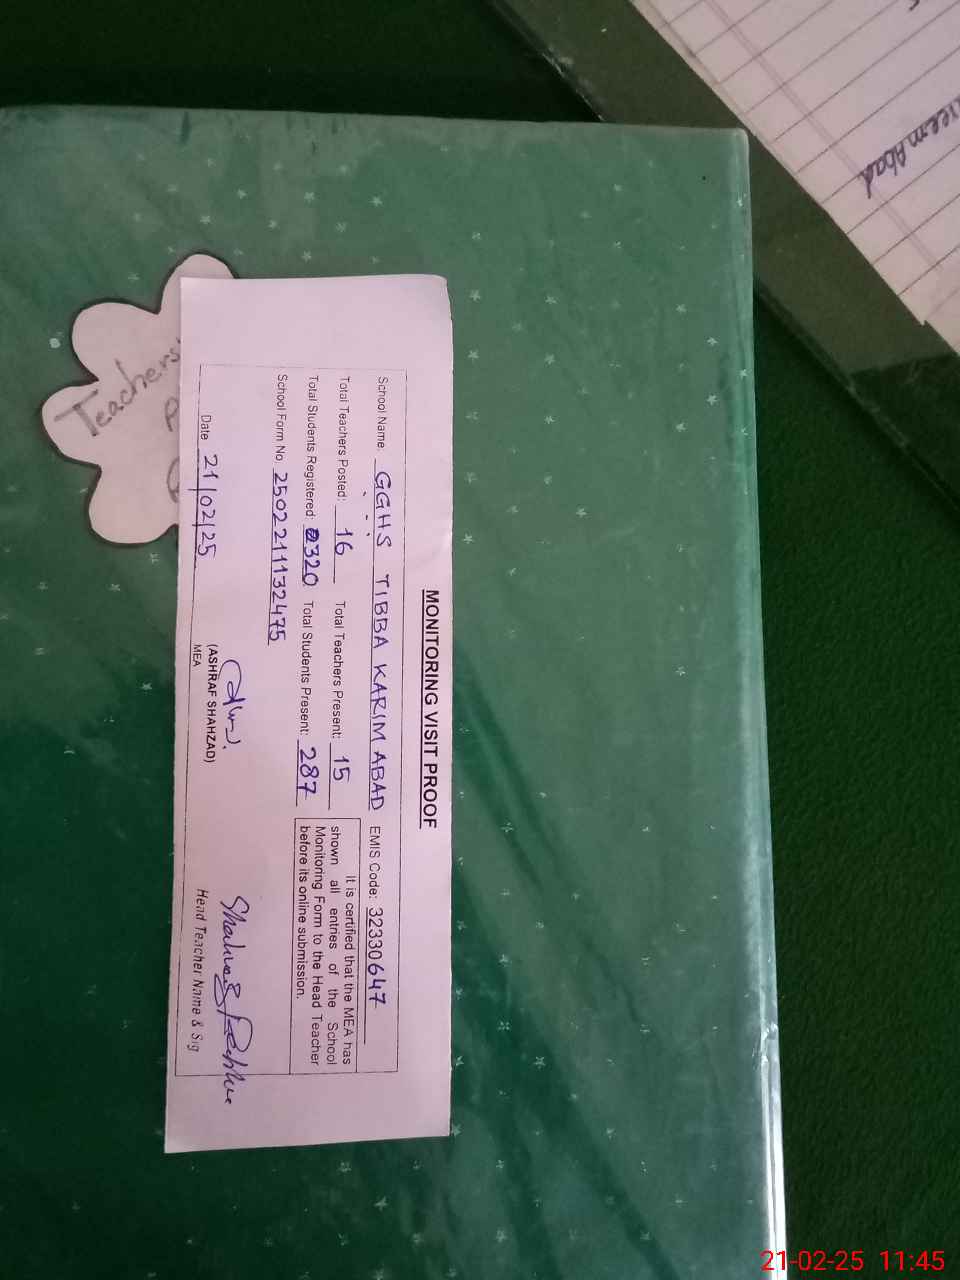 MONITORING VISIT PROOF
School Name: GGHS TIBBA KARIM ABAD EMIS Code: 32330647
Total Teachers Posted: 16 Total Teachers Present: 15
Total Students Registered: 320 Total Students Present: 287
School Form No 2502211132475
It is certified that the MEA has
shown all entries of the School
Monitoring Form to the Head Teacher
before its online submission.
Date 21/02/25
(ASHRAF SHAHZAD)
MEA
Head Teacher Name & Sig
Teachers
Abad
21-02-25 11:45